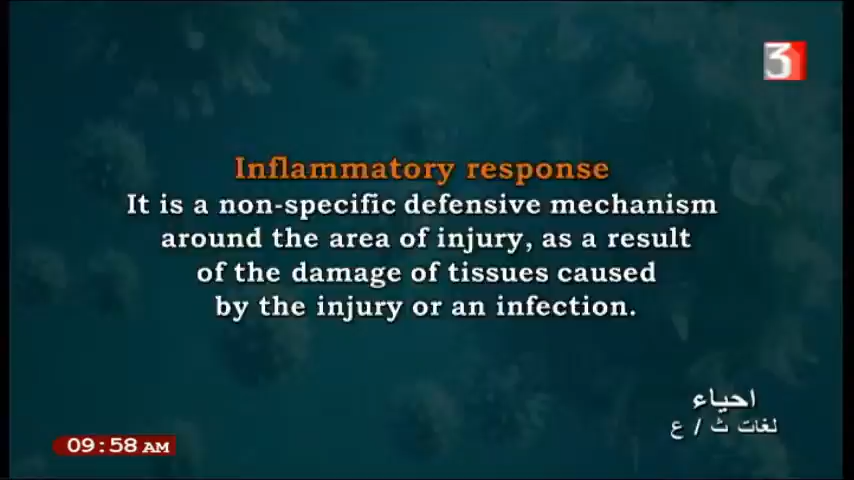 3
Inflammatory response
It is a non-specific defensive mechanism
around the area of injury, as a result
of the damage of tissues caused
by the injury or an infection.
احياء
لغات ث / ع
09:58 AM